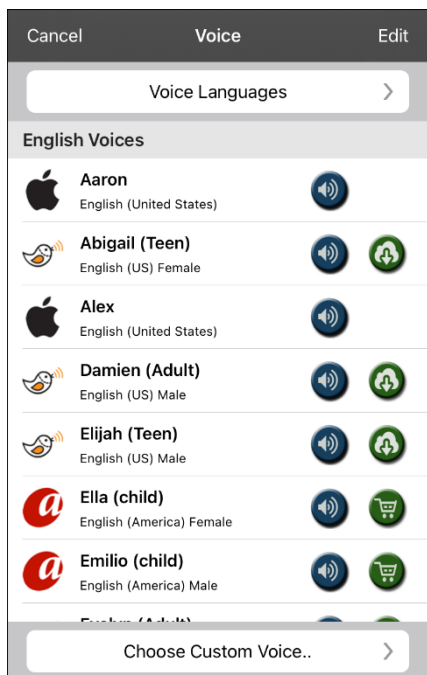 Cancel Voice Edit
Voice Languages
English Voices
Aaron
English (United States)
Abigail (Teen)
English (US) Female
Alex
English (United States)
Damien (Adult)
English (US) Male
Elijah (Teen)
English (US) Male
Ella (child)
English (America) Female
Emilio (child)
English (America) Male
Evelyn (Adult)
Choose Custom Voice..